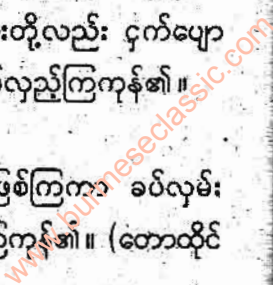 းတို့လည်း ငှက်ပျော
လှည့်ကြကုန်၏။
ဖြစ်ကြကာ ခပ်လှမ်း
ကြကုန်၏။ (တောထိုင်
www.burmeseclassic.com